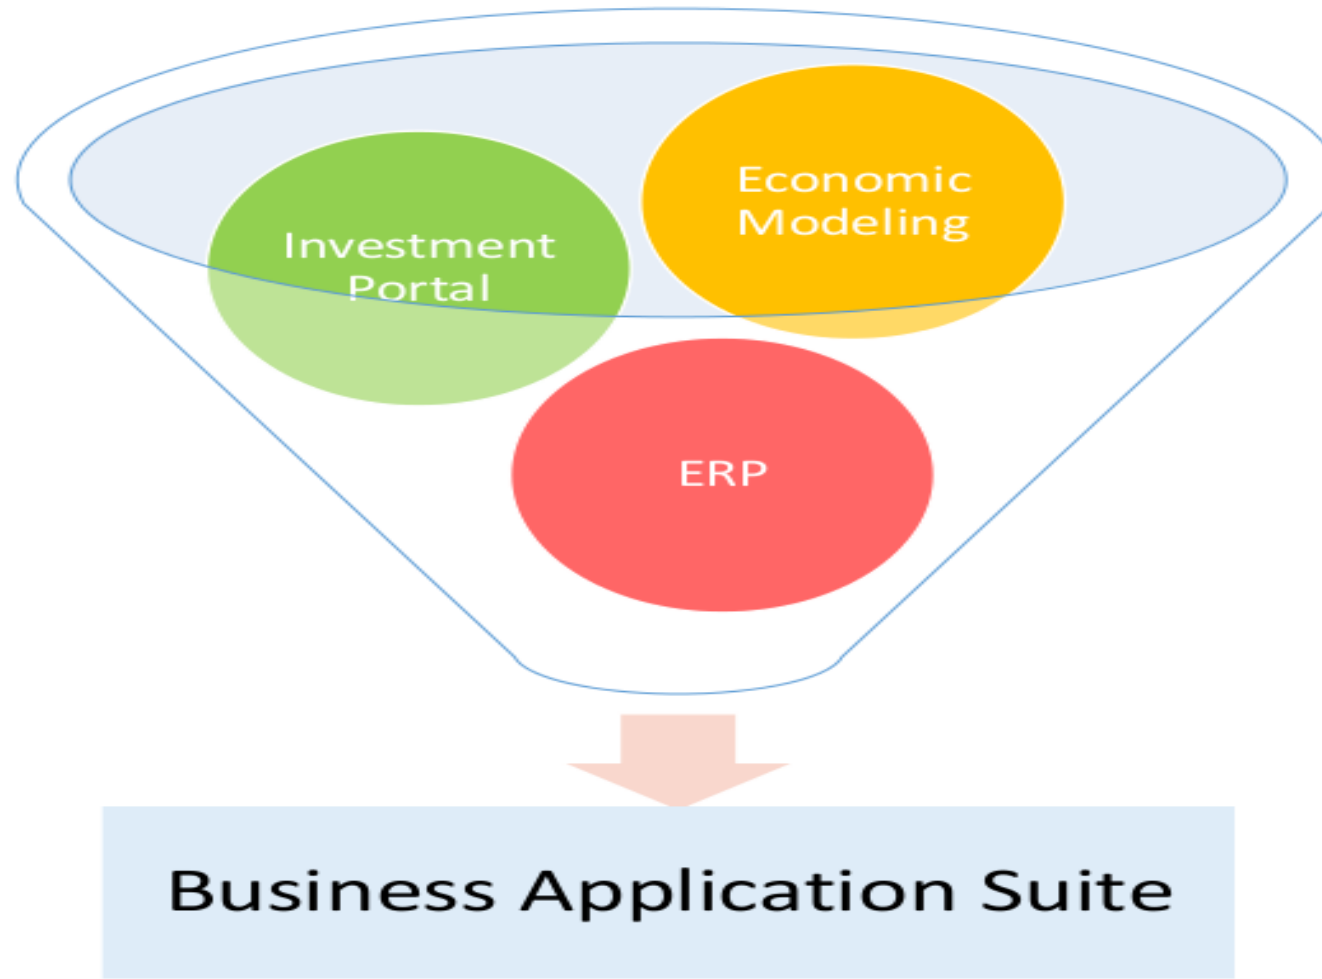 Economic
Modeling
Investment
Portal
ERP
Business Application Suite